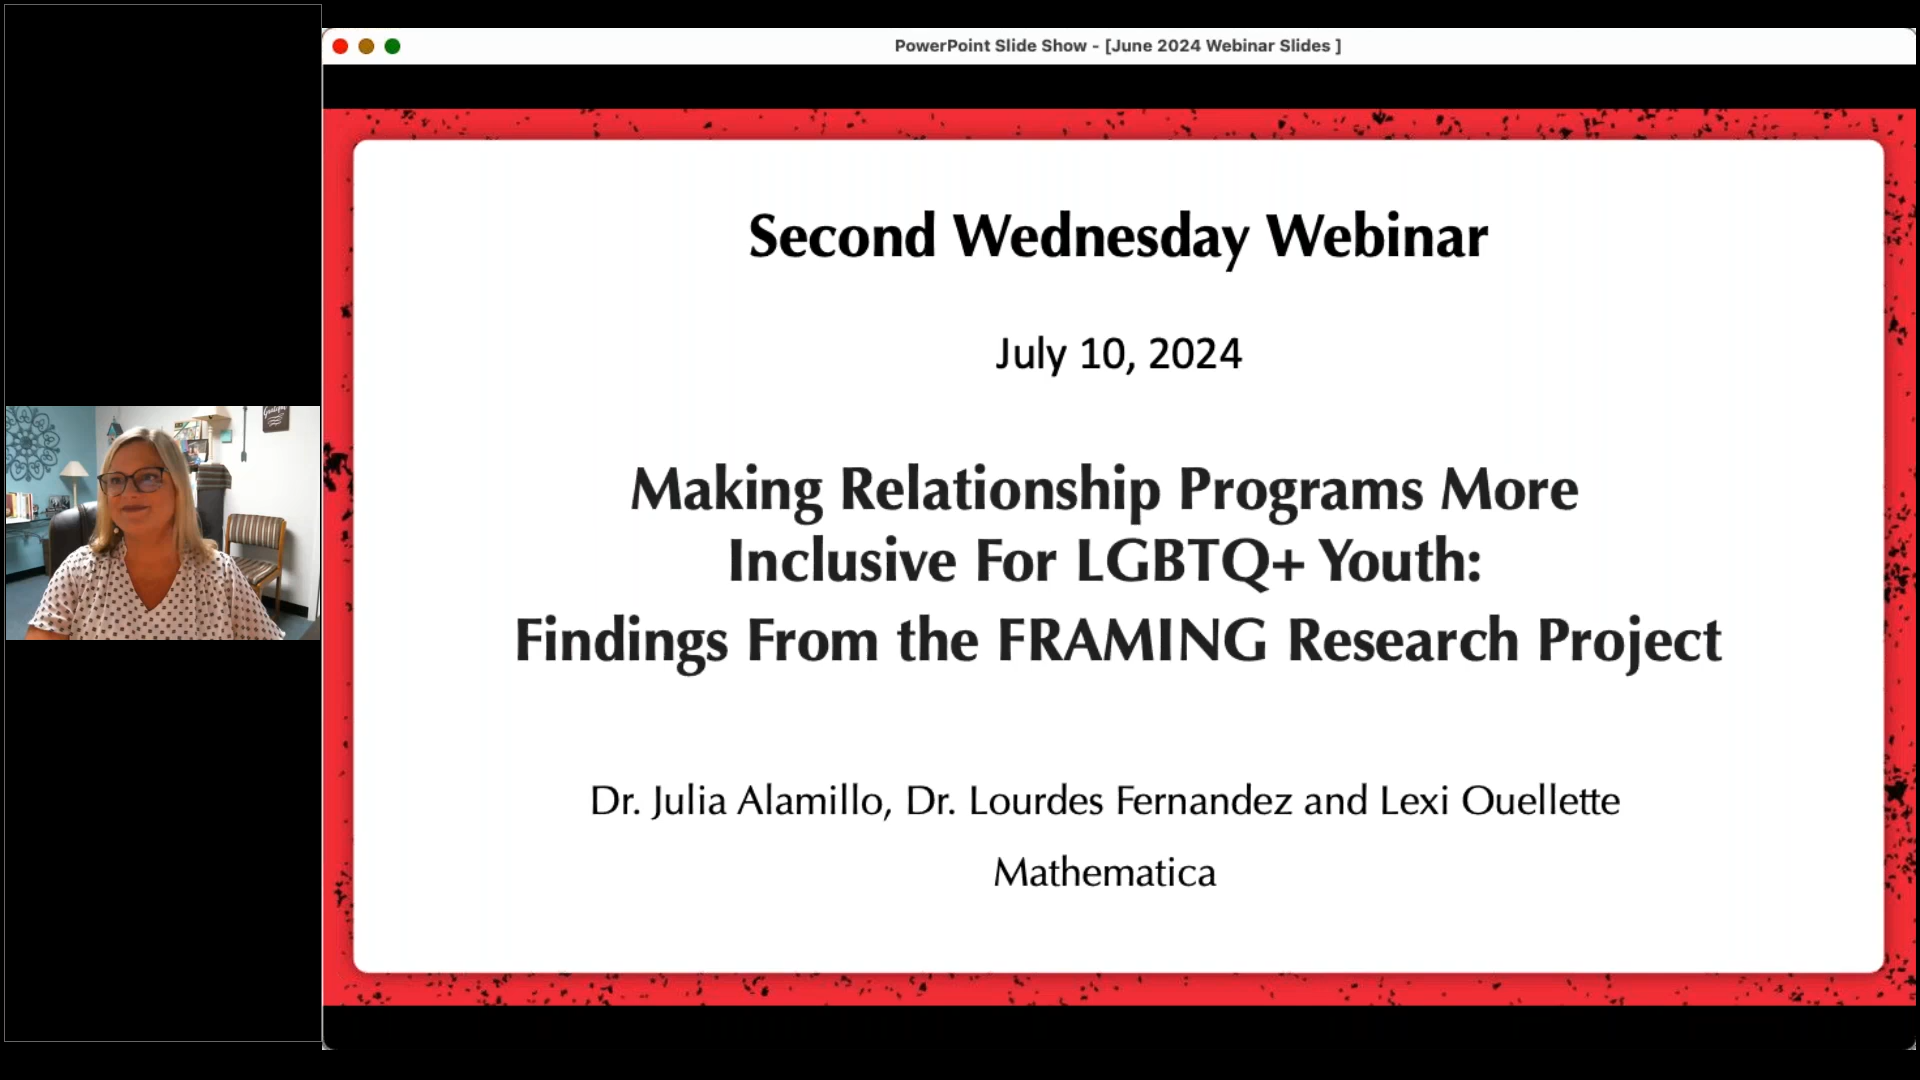 PowerPoint Slide Show - [June 2024 Webinar Slides ]
Second Wednesday Webinar
July 10, 2024
Making Relationship Programs More
Inclusive For LGBTQ+ Youth:
Findings From the FRAMING Research Project
Dr. Julia Alamillo, Dr. Lourdes Fernandez and Lexi Ouellette
Mathematica
Grateful